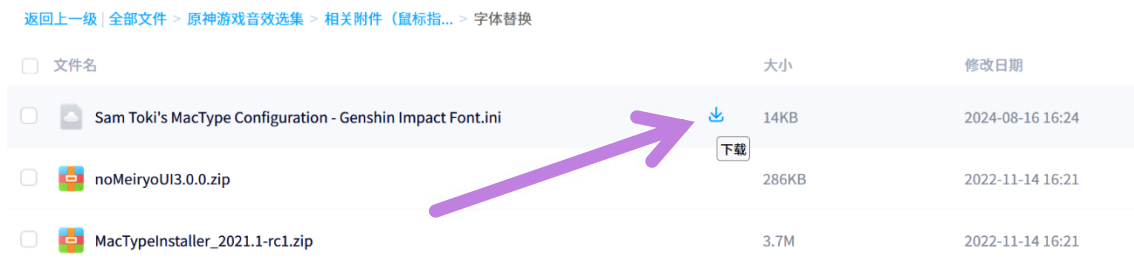 返回上一级 | 全部文件 > 原神游戏音效选集 > 相关附件（鼠标指... > 字体替换
文件名 大小 修改日期
Sam Toki's MacType Configuration - Genshin Impact Font.ini 14KB 2024-08-16 16:24
下载
noMeiryoUI3.0.0.zip 286KB 2022-11-14 16:21
MacTypeInstaller_2021.1-rc1.zip 3.7M 2022-11-14 16:21